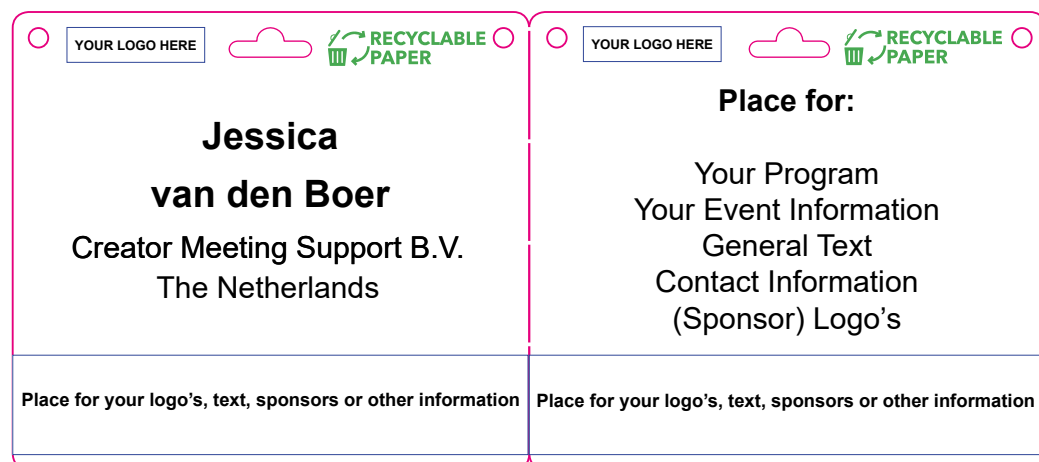 YOUR LOGO HERE
RECYCLABLE
PAPER
Jessica
van den Boer
Creator Meeting Support B.V.
The Netherlands
Place for your logo’s, text, sponsors or other information
YOUR LOGO HERE
RECYCLABLE
PAPER
Place for:
Your Program
Your Event Information
General Text
Contact Information
(Sponsor) Logo’s
Place for your logo’s, text, sponsors or other information